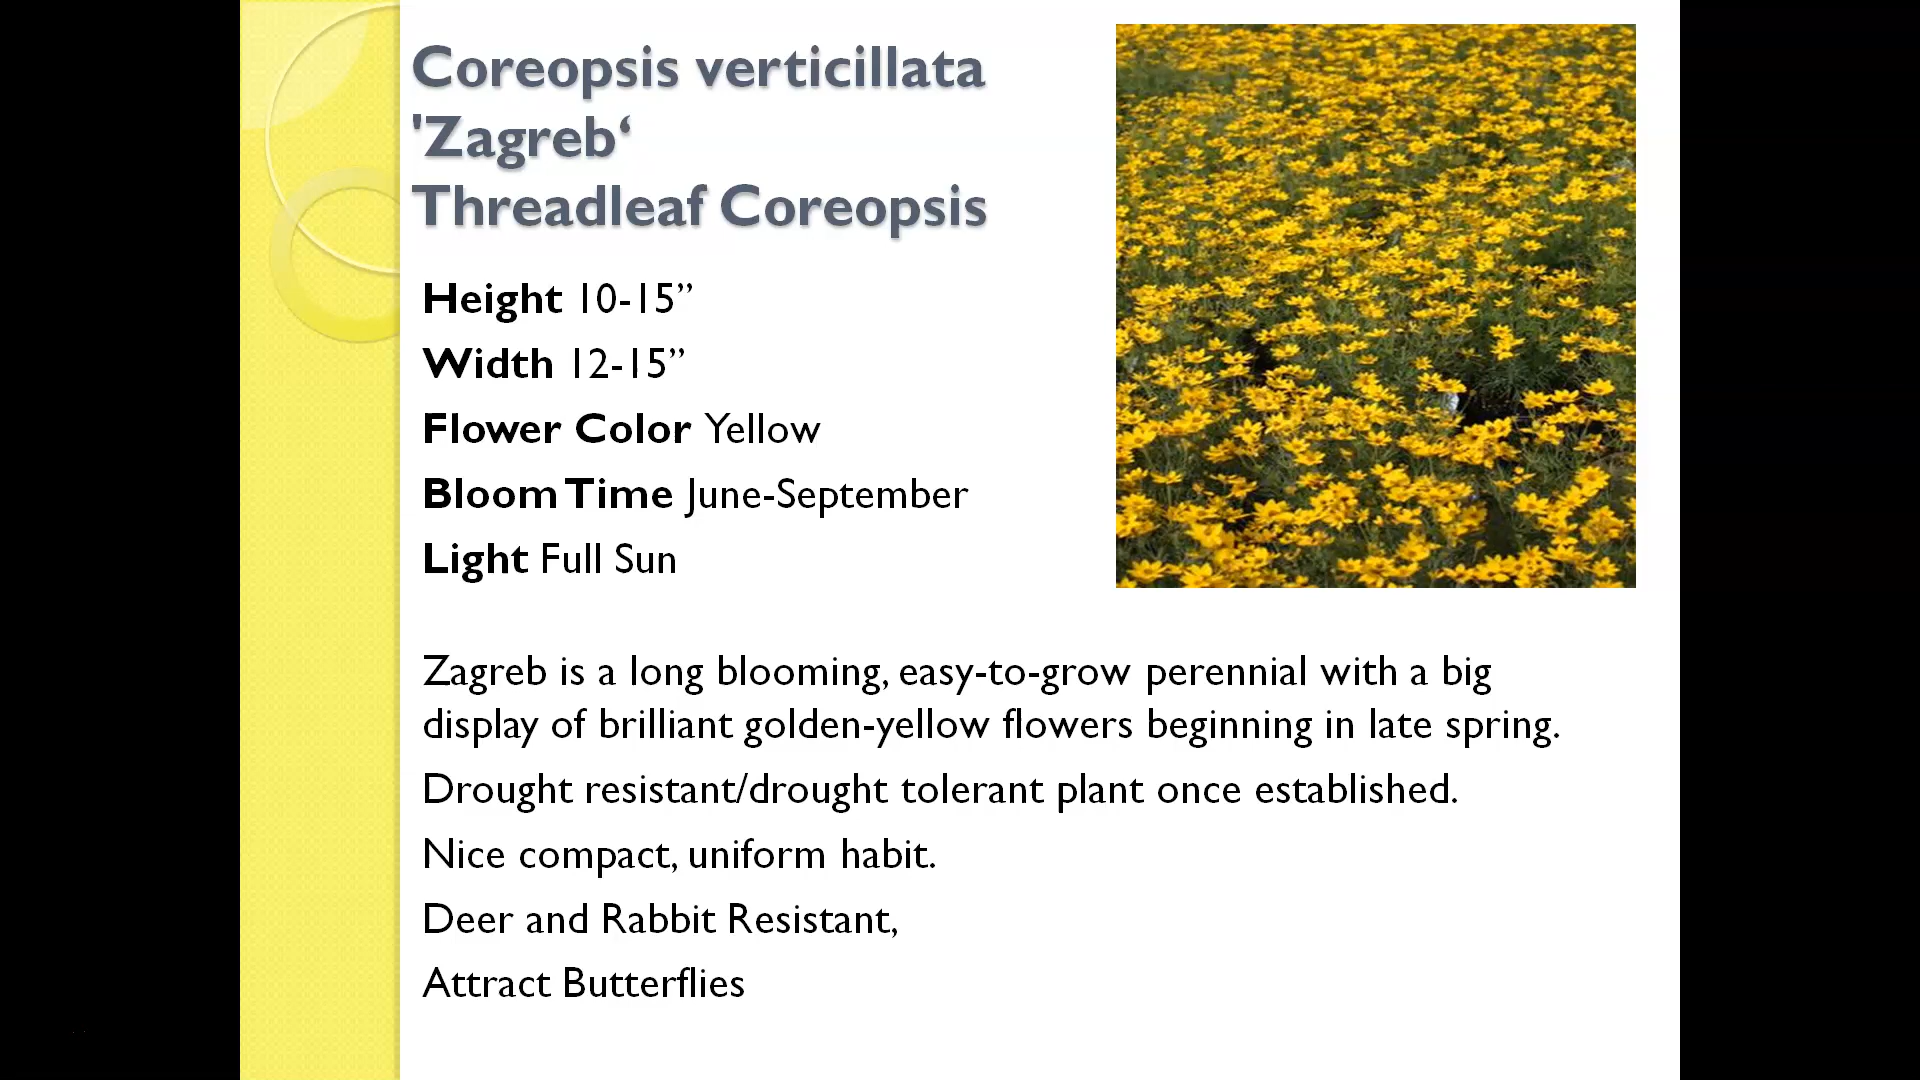 Coreopsis verticillata
'Zagreb‘
Threadleaf Coreopsis
Height 10-15”
Width 12-15”
Flower Color Yellow
Bloom Time June-September
Light Full Sun
Zagreb is a long blooming, easy-to-grow perennial with a big
display of brilliant golden-yellow flowers beginning in late spring.
Drought resistant/drought tolerant plant once established.
Nice compact, uniform habit.
Deer and Rabbit Resistant,
Attract Butterflies